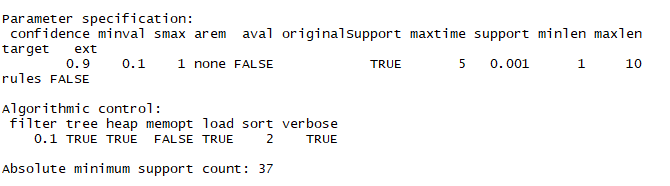 Parameter specification:
 confidence minval smax arem  aval originalSupport maxtime support minlen maxlen
target   ext
        0.9    0.1    1 none FALSE            TRUE       5   0.001      1     10
rules FALSE

Algorithmic control:
 filter tree heap memopt load sort verbose
    0.1 TRUE TRUE  FALSE TRUE    2    TRUE

Absolute minimum support count: 37